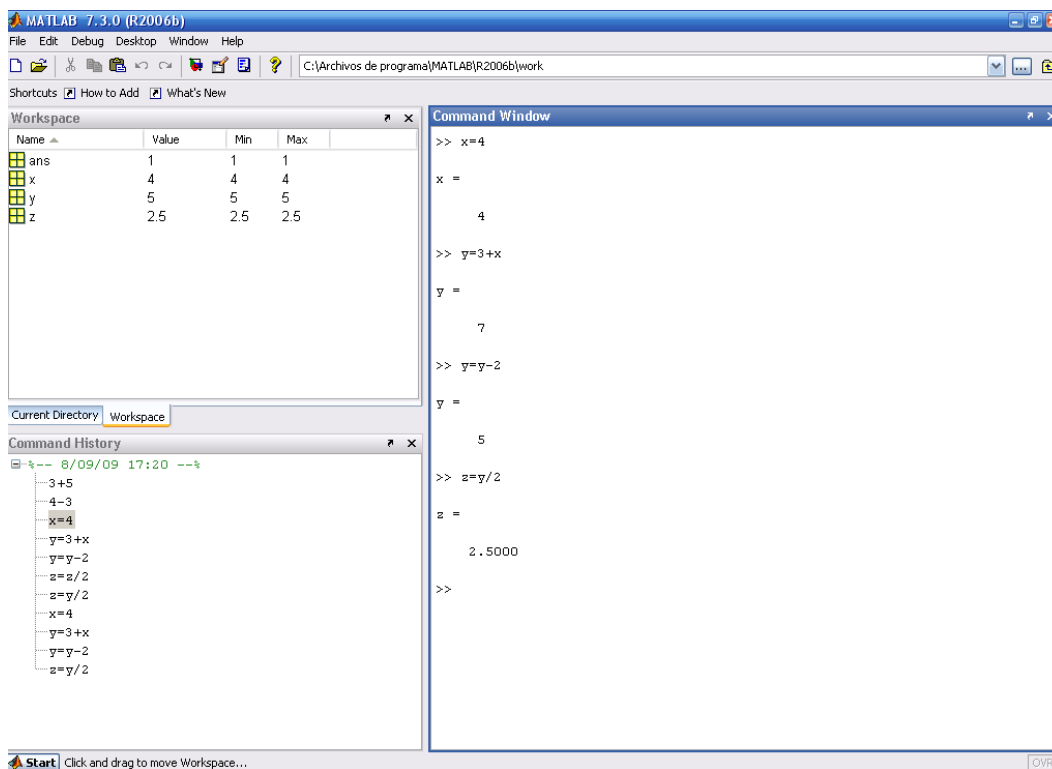 MATLAB 7.3.0 (R2006b)
File Edit Debug Desktop Window Help
C:\Archivos de programa\MATLAB\R2006b\work
Shortcuts How to Add What's New
Workspace
Name Value Min Max
ans 1 1 1
x 4 4 4
y 5 5 5
z 2.5 2.5 2.5
Current Directory Workspace
Command History
%-- 8/09/09 17:20 --%
3+5
4-3
x=4
y=3+x
y=y-2
z=z/2
z=y/2
x=4
y=3+x
y=y-2
z=y/2
Command Window
>> x=4
x =
4
>> y=3+x
y =
7
>> y=y-2
y =
5
>> z=y/2
z =
2.5000
>>
Start Click and drag to move Workspace...
OVR